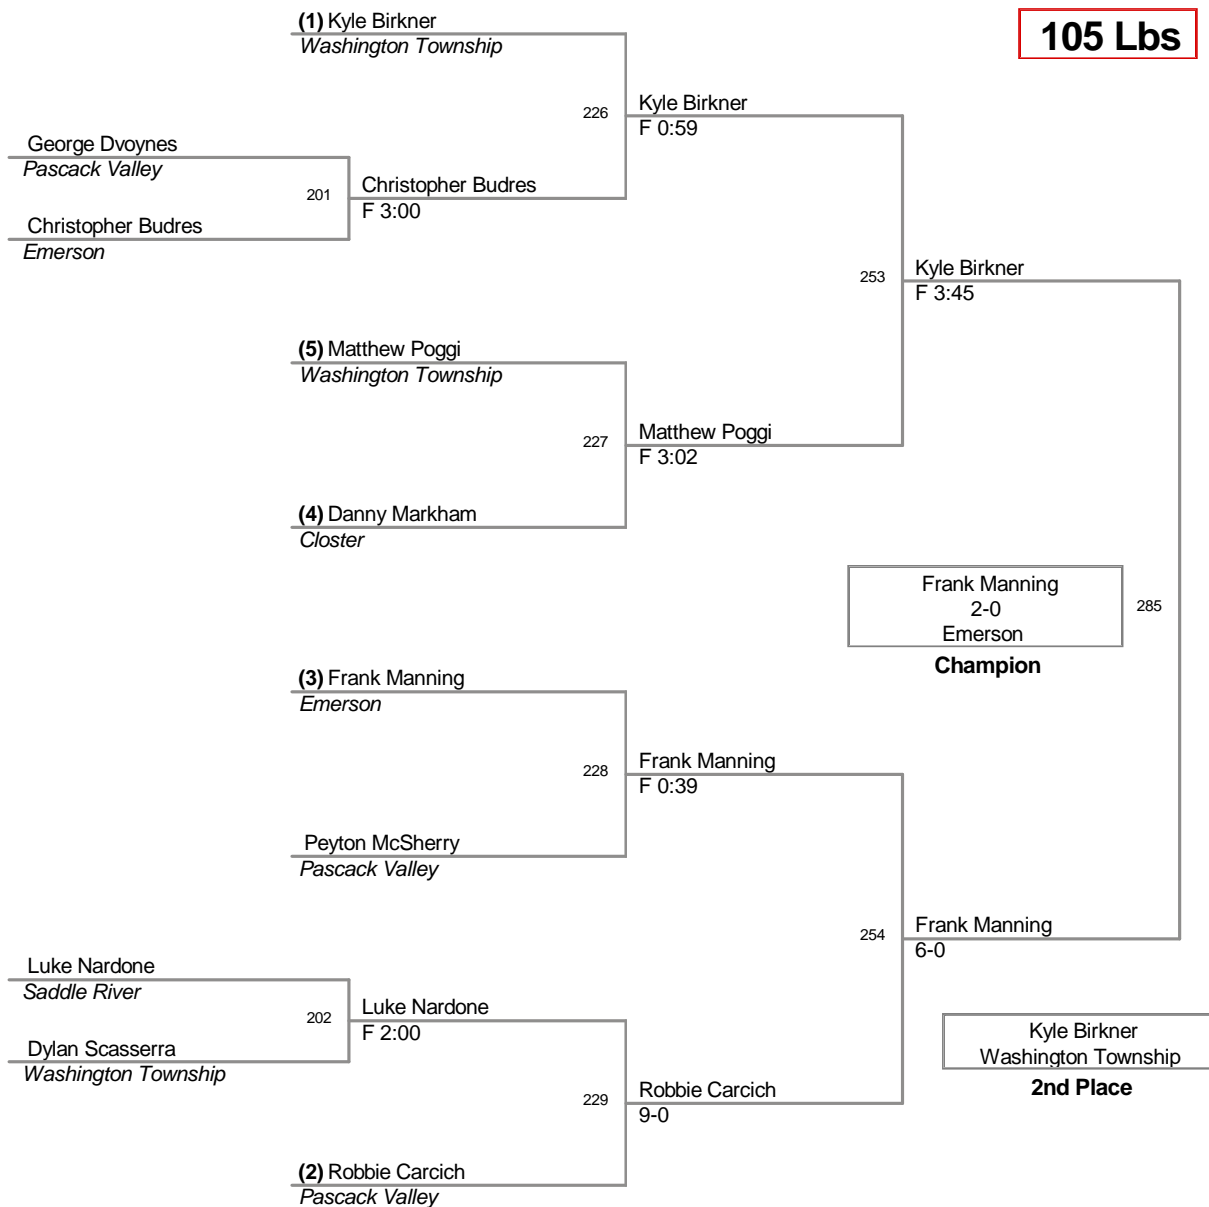 (1) Kyle Birkner
Washington Township
105 Lbs
226
Kyle Birkner
F 0:59
George Dvoynes
Pascack Valley
201
Christopher Budres
F 3:00
Christopher Budres
Emerson
253
Kyle Birkner
F 3:45
(5) Matthew Poggi
Washington Township
227
Matthew Poggi
F 3:02
(4) Danny Markham
Closter
Frank Manning
2-0
Emerson
285
Champion
(3) Frank Manning
Emerson
228
Frank Manning
F 0:39
Peyton McSherry
Pascack Valley
254
Frank Manning
6-0
Luke Nardone
Saddle River
202
Luke Nardone
F 2:00
Dylan Scasserra
Washington Township
Kyle Birkner
Washington Township
2nd Place
229
Robbie Carcich
9-0
(2) Robbie Carcich
Pascack Valley